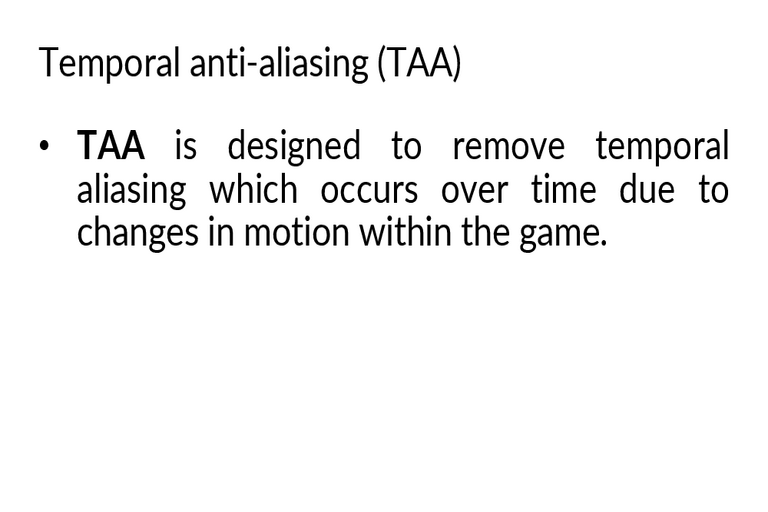 Temporal anti-aliasing (TAA)
• TAA is designed to remove temporal
aliasing which occurs over time due to
changes in motion within the game.